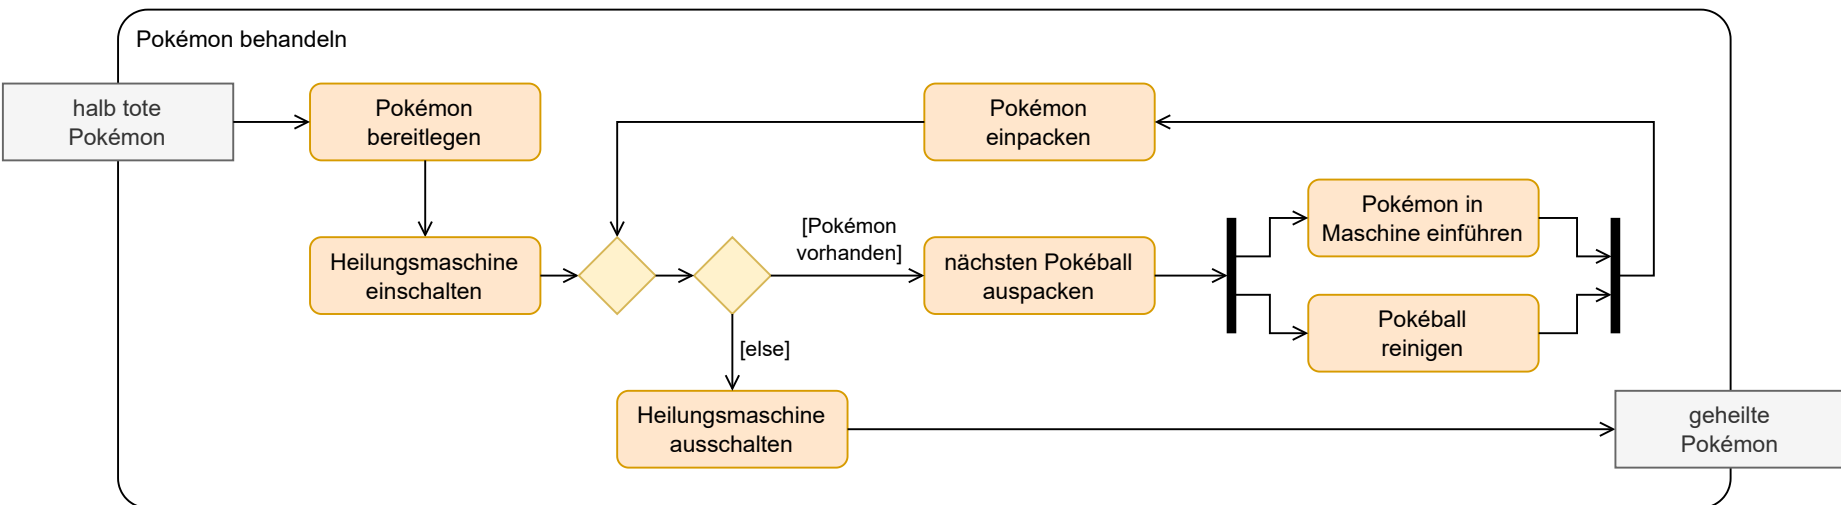 Pokémon behandeln
halb tote
Pokémon
Pokémon
bereitlegen
Pokémon
einpacken
Pokémon in
Maschine einführen
[Pokémon
vorhanden]
Heilungsmaschine
einschalten
nächsten Pokéball
auspacken
Pokéball
reinigen
[else]
Heilungsmaschine
ausschalten
geheilte
Pokémon